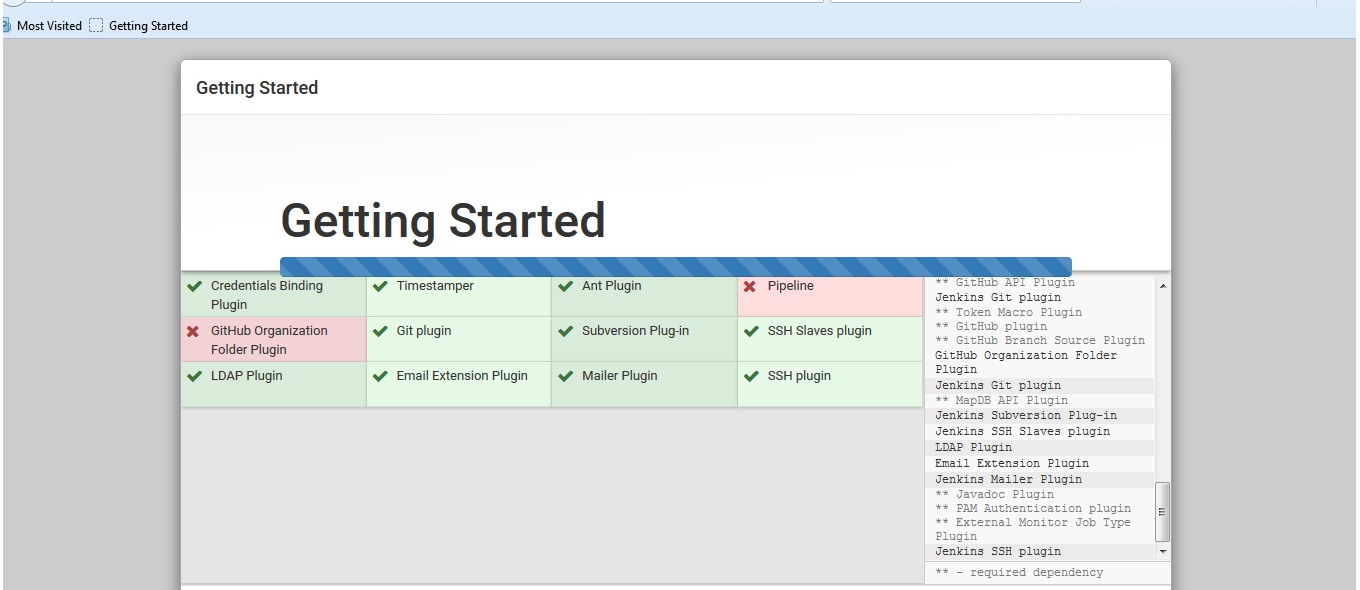 Most Visited Getting Started
Getting Started
Getting Started
Credentials Binding Plugin
Timestamper
Ant Plugin
Pipeline
GitHub Organization Folder Plugin
Git plugin
Subversion Plug-in
SSH Slaves plugin
LDAP Plugin
Email Extension Plugin
Mailer Plugin
SSH plugin
** GitHub API Plugin
Jenkins Git plugin
** Token Macro Plugin
** GitHub plugin
** GitHub Branch Source Plugin
GitHub Organization Folder
Plugin
Jenkins Git plugin
** MapDB API Plugin
Jenkins Subversion Plug-in
Jenkins SSH Slaves plugin
LDAP Plugin
Email Extension Plugin
Jenkins Mailer Plugin
** Javadoc Plugin
** PAM Authentication plugin
** External Monitor Job Type
Plugin
Jenkins SSH plugin
** - required dependency